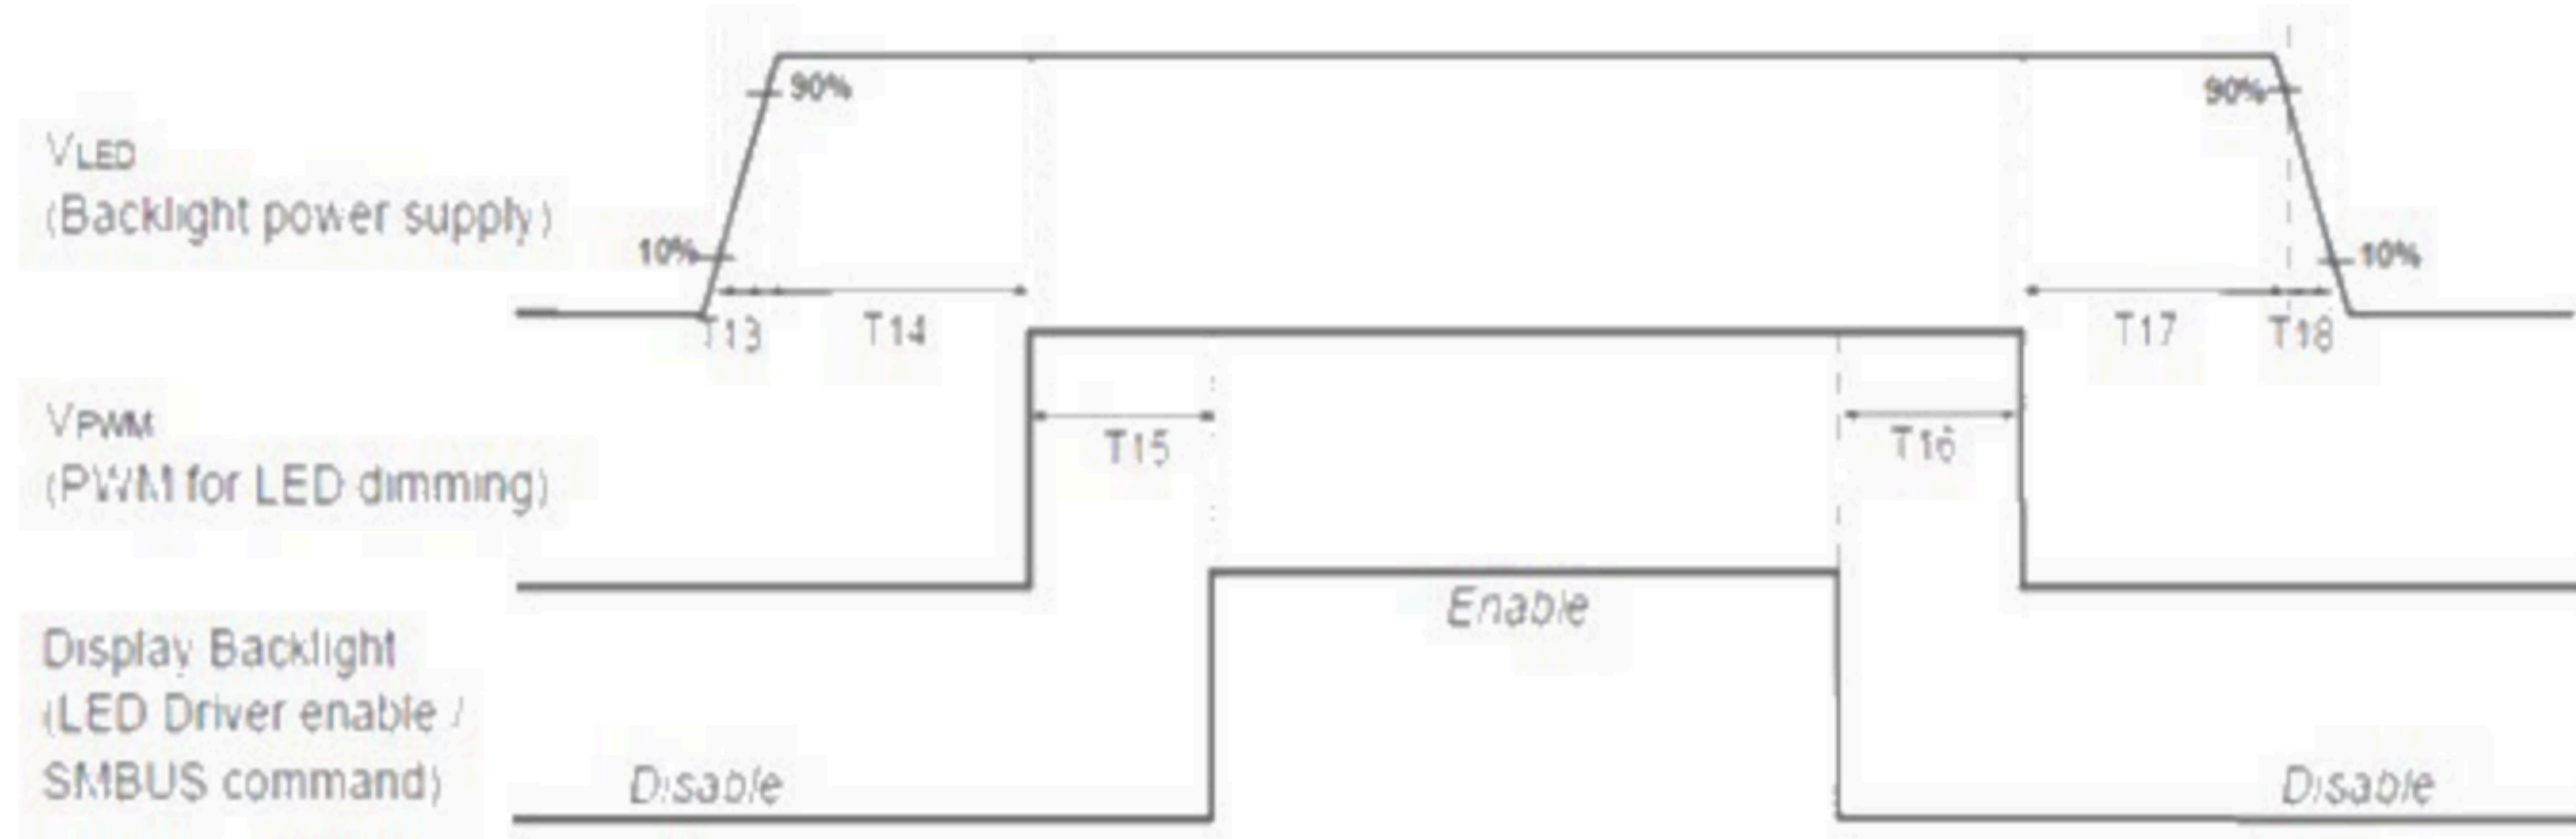 90%
90%
VLED
(Backlight power supply)
10%
10%
T13
T14
T17
T18
VPWM
(PWM for LED dimming)
T15
T16
Enable
Display Backlight
(LED Driver enable /
SMBUS command)
Disable
Disable